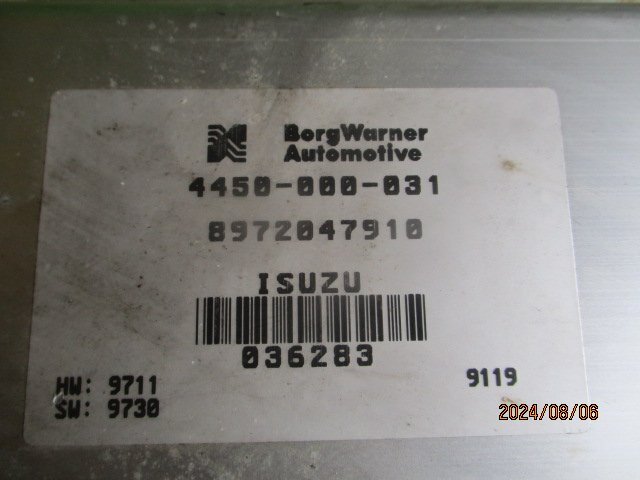 BorgWarner
Automotive
4450-000-031
8972047910
ISUZU
036283
HW: 9711
SW: 9730
9119
2024/08/06